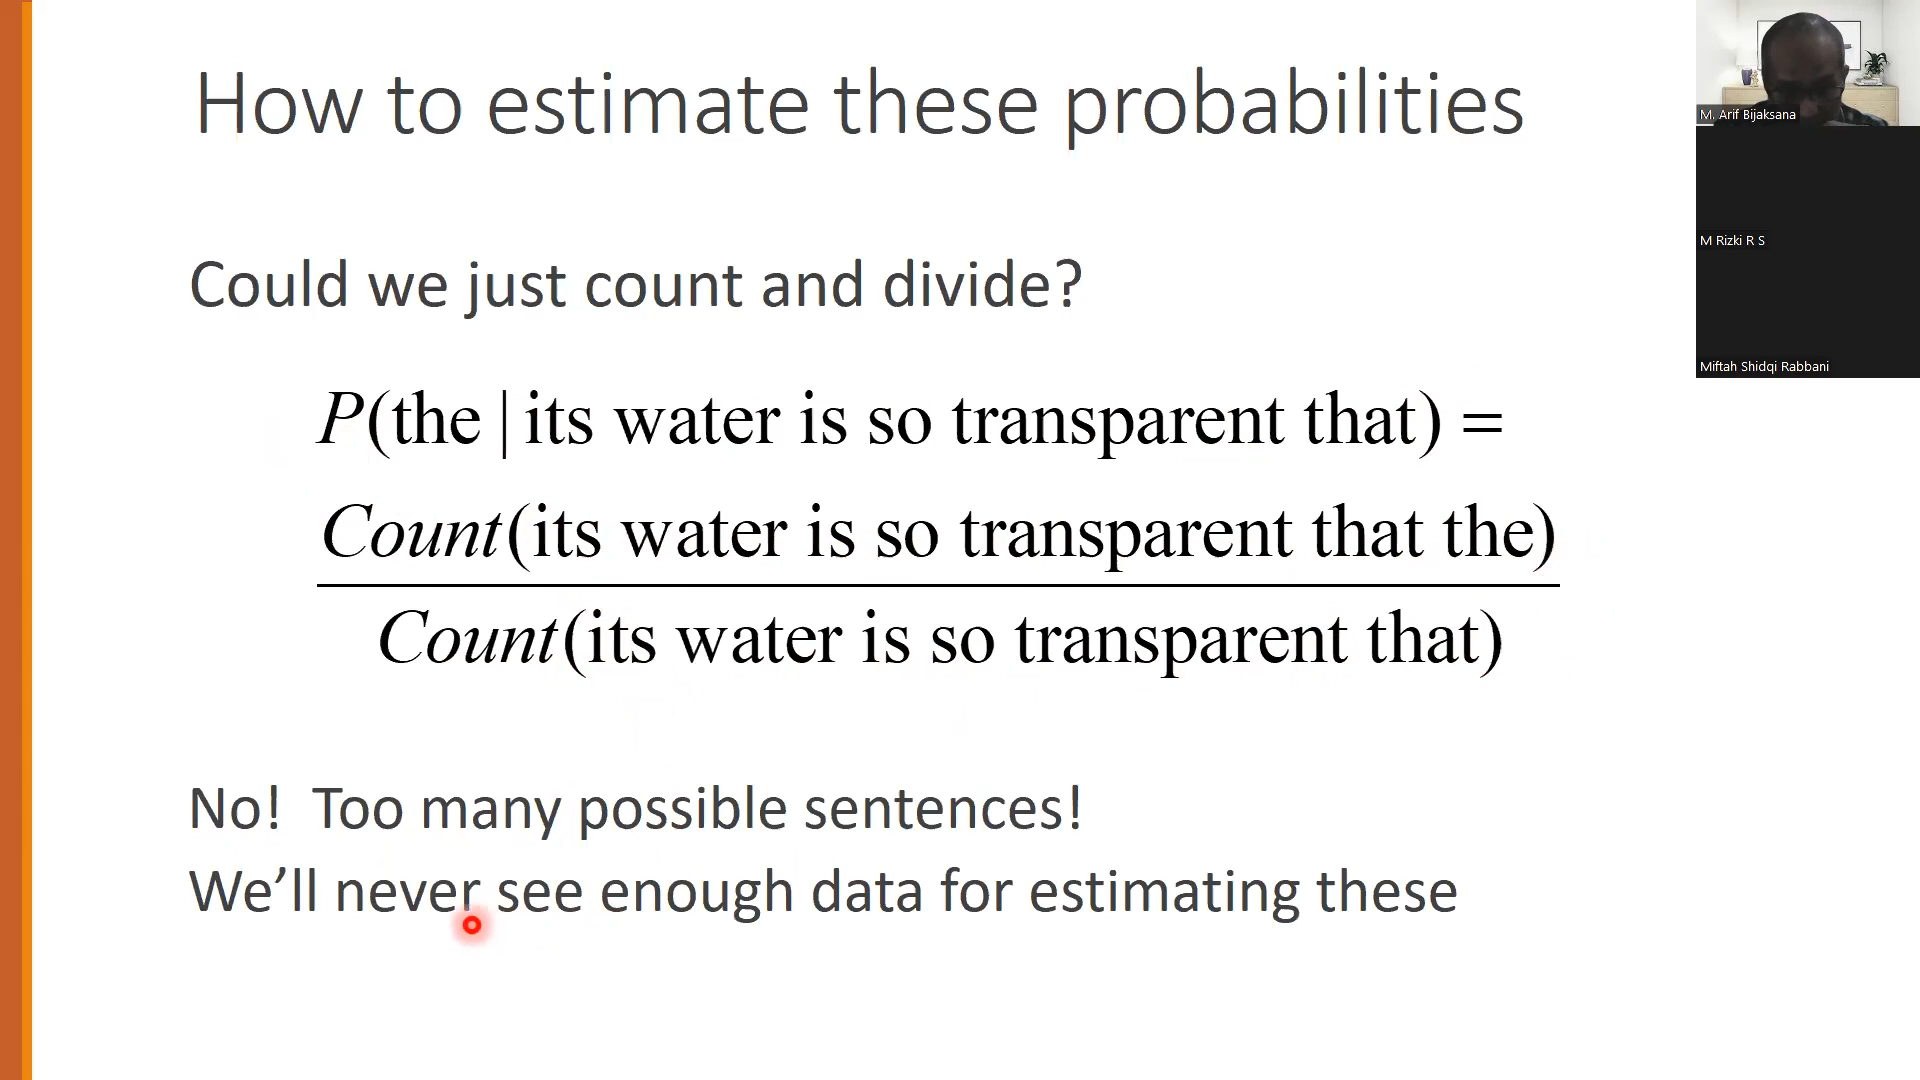 How to estimate these probabilities
Could we just count and divide?
P(the | its water is so transparent that) =
Count(its water is so transparent that the)
Count(its water is so transparent that)
No! Too many possible sentences!
We’ll never see enough data for estimating these
M. Arif Bijaksana
M Rizki R S
Miftah Shidqi Rabbani